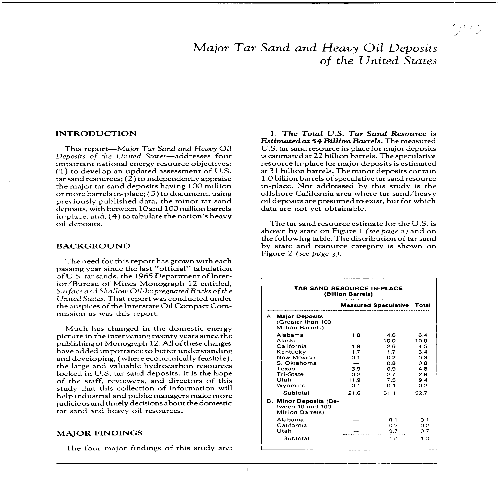 Major Tar Sand and Heavy Oil Deposits
of the United States
INTRODUCTION
This report—Major Tar Sand and Heavy Oil
Deposits of the United States—addresses four
important national energy resource objectives:
(1) to develop an updated assessment of U.S.
tar sand resources; (2) to independently appraise
the major tar sand deposits having 100 million
or more barrels in-place; (3) to document, using
previously published data, the minor tar sand
deposits, with between 10 and 100 million barrels
in-place; and, (4) to tabulate the nation's heavy
oil deposits.
BACKGROUND
The need for this report has grown with each
passing year since the last "official" tabulation
of U.S. tar sands, the 1965 Department of Inter-
ior/Bureau of Mines Monograph 12 entitled,
Surface and Shallow Oil-Impregnated Rocks of the
United States. That report was conducted under
the auspices of the Interstate Oil Compact Com-
mission as was this report.
Much has changed in the domestic energy
picture in the intervening twenty years since the
publishing of Monograph 12. All of these changes
have added importance to better understanding
and developing, (where economically feasible),
the large and valuable hydrocarbon resources
locked in U.S. tar sand deposits. It is the hope
of the staff, reviewers, and directors of this
study that this collection of information will
help industrial and public managers make more
judicious and timely decisions about the domestic
tar sand and heavy oil resources.
MAJOR FINDINGS
The four major findings of this study are:
1. The Total U.S. Tar Sand Resource is
Estimated at 54 Billion Barrels. The measured
U.S. tar sand resource in-place for major deposits
is estimated at 22 billion barrels. The speculative
resource in-place for major deposits is estimated
at 31 billion barrels. The minor deposits contain
1.0 billion barrels of speculative tar sand resource
in-place. Not addressed by this study is the
offshore California area where tar sand/heavy
oil deposits are presumed to exist, but for which
data are not yet obtainable.
The tar sand resource estimate for the U.S. is
shown by state on Figure 1 (see page 2) and on
the following table. The distribution of tar sand
by state and resource category is shown on
Figure 2 (see page 3).
TAR SAND RESOURCE IN-PLACE
(Billion Barrels)
Measured Speculative Total
A. Major Deposits
(Greater than 100
Million Barrels)
Alabama 1.8 4.6 6.4
Alaska — 10.0 10.0
California 1.9 2.6 4.5
Kentucky 1.7 1.7 3.4
New Mexico
S. Oklahoma — 0.8 0.8
Texas 3.9 0.9 4.8
Tri-State 0.2 2.7 2.9
Utah 11.9 7.5 19.4
Wyoming
Subtotal 21.6 31.1 52.7
B. Minor Deposits (Be-
tween 10 and 100
Million Barrels)
Alabama — 0.1 0.1
California — 0.2 0.2
Utah — 0.7 0.7
Subtotal — 1.0 1.0